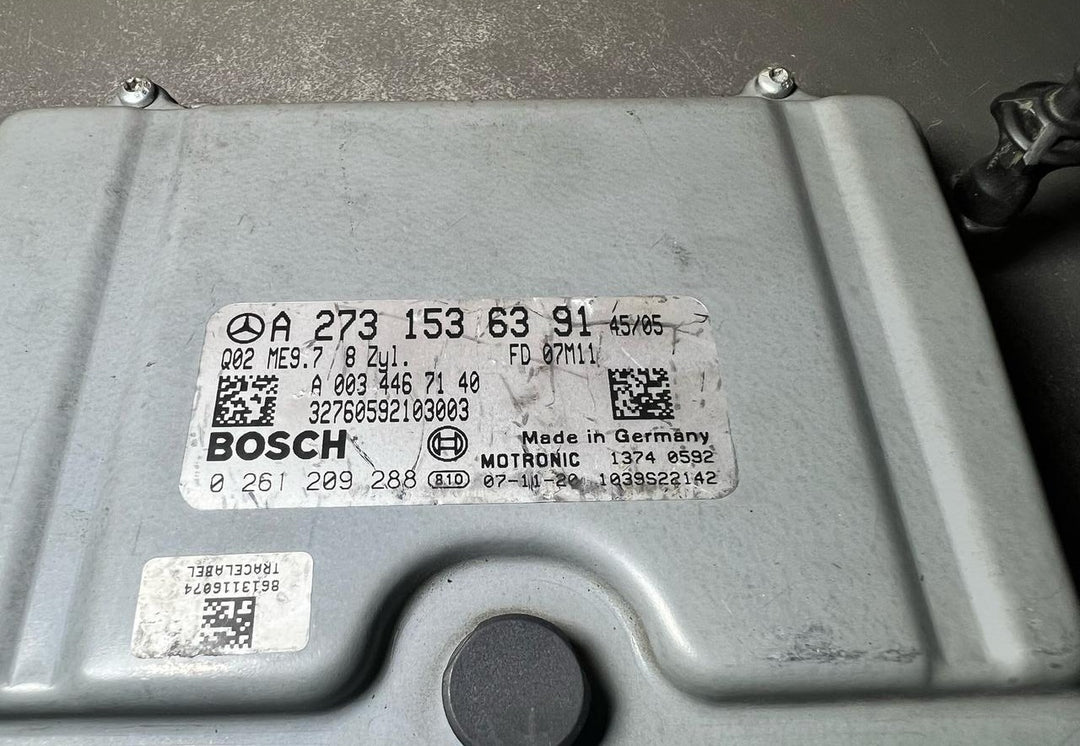 A 273 153 63 91 45/05
Q02 ME9.7 8 Zyl. FD 07M11
A 003 446 71 40
32760592103003
BOSCH Made in Germany
MOTRONIC 1374 0592
0 261 209 288 810 07-11-20 1039S22142
8613116074
TRACELABEL